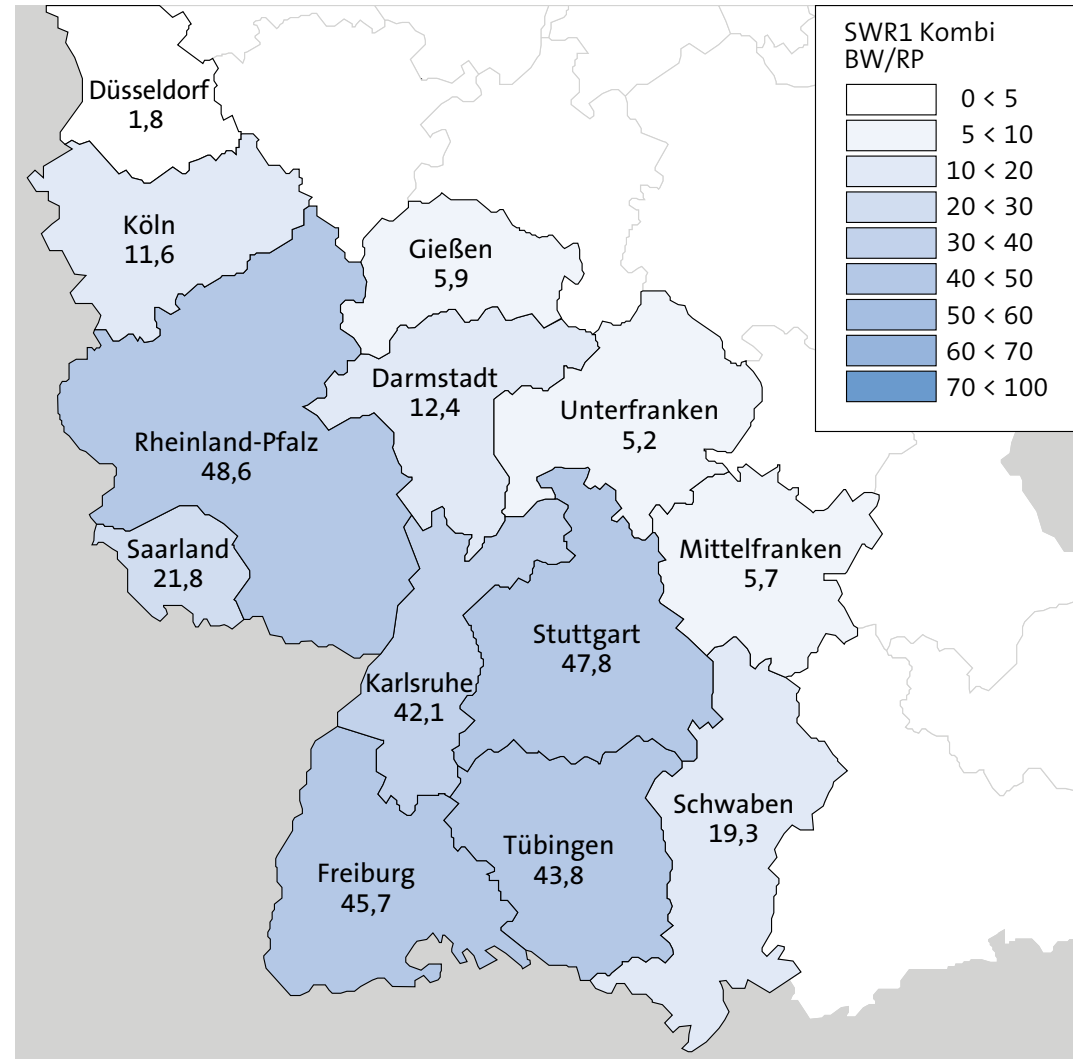 SWR1 Kombi
BW/RP
0 < 5
5 < 10
10 < 20
20 < 30
30 < 40
40 < 50
50 < 60
60 < 70
70 < 100
Düsseldorf
1,8
Köln
11,6
Gießen
5,9
Darmstadt
12,4
Unterfranken
5,2
Rheinland-Pfalz
48,6
Saarland
21,8
Mittelfranken
5,7
Stuttgart
47,8
Karlsruhe
42,1
Schwaben
19,3
Tübingen
43,8
Freiburg
45,7